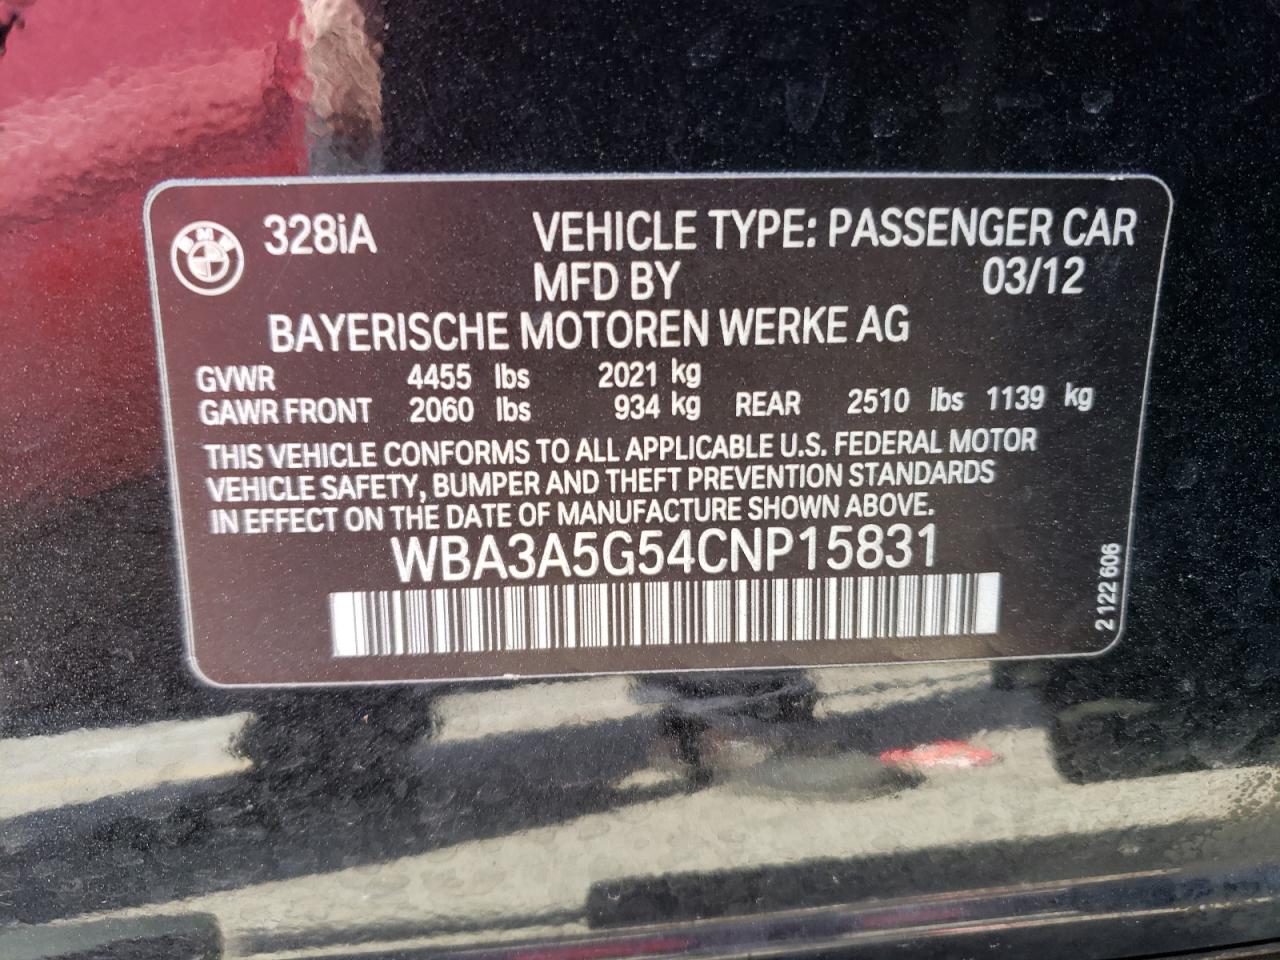 BMW 328iA VEHICLE TYPE: PASSENGER CAR
MFD BY 03/12
BAYERISCHE MOTOREN WERKE AG
GVWR 4455 lbs 2021 kg
GAWR FRONT 2060 lbs 934 kg REAR 2510 lbs 1139 kg
THIS VEHICLE CONFORMS TO ALL APPLICABLE U.S. FEDERAL MOTOR
VEHICLE SAFETY, BUMPER AND THEFT PREVENTION STANDARDS
IN EFFECT ON THE DATE OF MANUFACTURE SHOWN ABOVE.
WBA3A5G54CNP15831
2 122 606